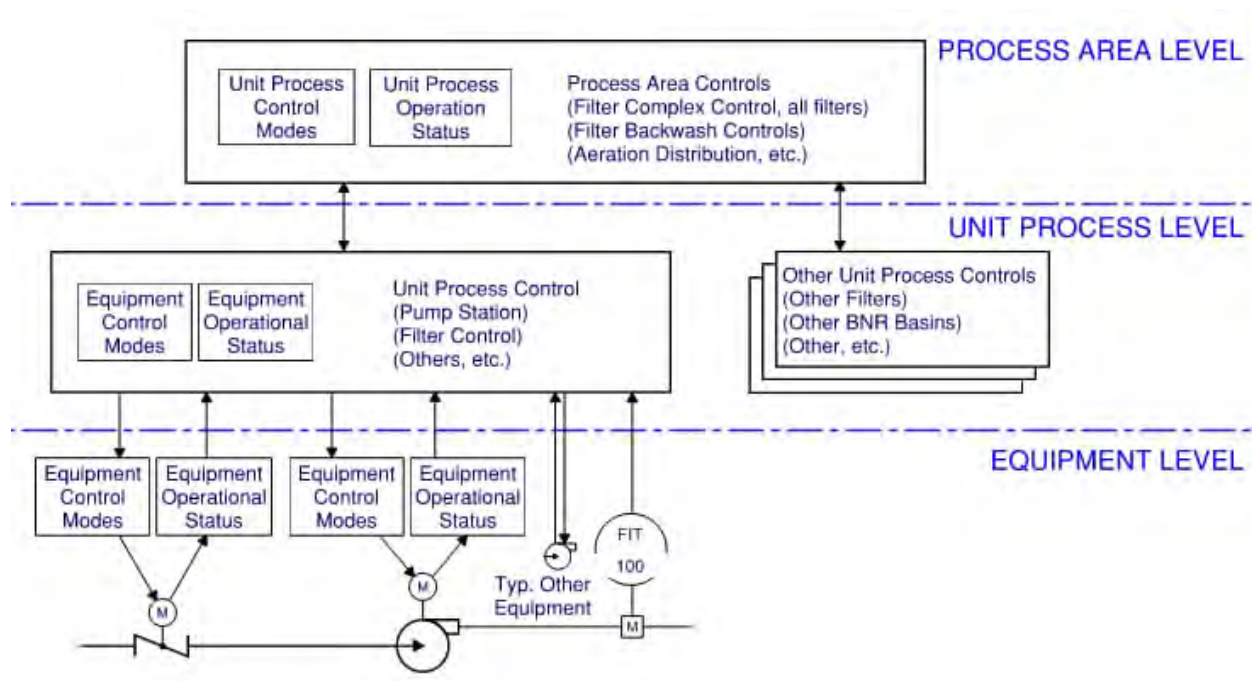 PROCESS AREA LEVEL
Unit Process
Control
Modes
Unit Process
Operation
Status
Process Area Controls
(Filter Complex Control, all filters)
(Filter Backwash Controls)
(Aeration Distribution, etc.)
UNIT PROCESS LEVEL
Equipment
Control
Modes
Equipment
Operational
Status
Unit Process Control
(Pump Station)
(Filter Control)
(Others, etc.)
Other Unit Process Controls
(Other Filters)
(Other BNR Basins)
(Other, etc.)
EQUIPMENT LEVEL
Equipment
Control
Modes
Equipment
Operational
Status
Equipment
Control
Modes
Equipment
Operational
Status
FIT
100
M
M
Typ. Other
Equipment
M